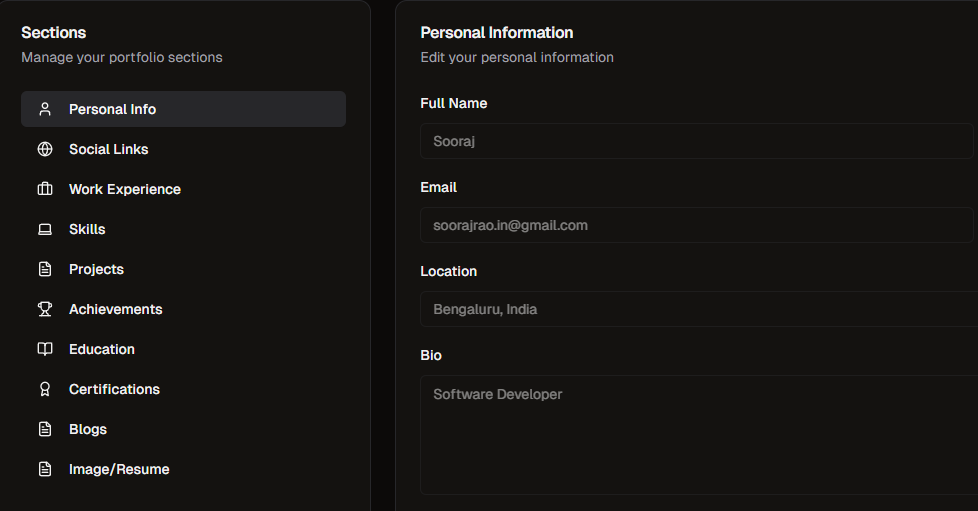 Sections
Manage your portfolio sections
Personal Info
Social Links
Work Experience
Skills
Projects
Achievements
Education
Certifications
Blogs
Image/Resume
Personal Information
Edit your personal information
Full Name
Sooraj
Email
soorajrao.in@gmail.com
Location
Bengaluru, India
Bio
Software Developer